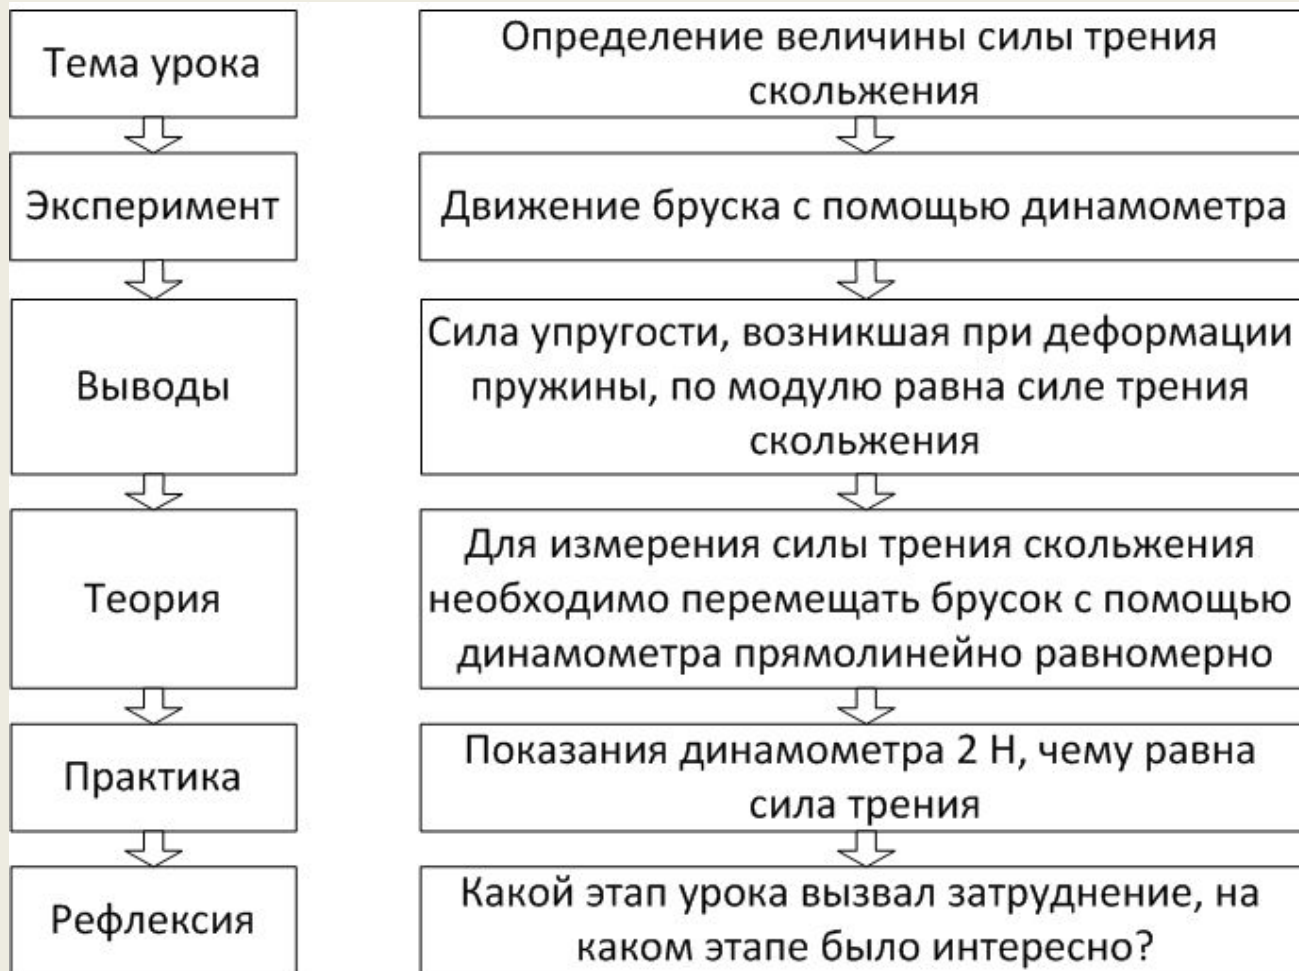 Тема урока
Определение величины силы трения
скольжения
Эксперимент
Движение бруска с помощью динамометра
Выводы
Сила упругости, возникшая при деформации
пружины, по модулю равна силе трения
скольжения
Теория
Для измерения силы трения скольжения
необходимо перемещать брусок с помощью
динамометра прямолинейно равномерно
Практика
Показания динамометра 2 Н, чему равна
сила трения
Рефлексия
Какой этап урока вызвал затруднение, на
каком этапе было интересно?